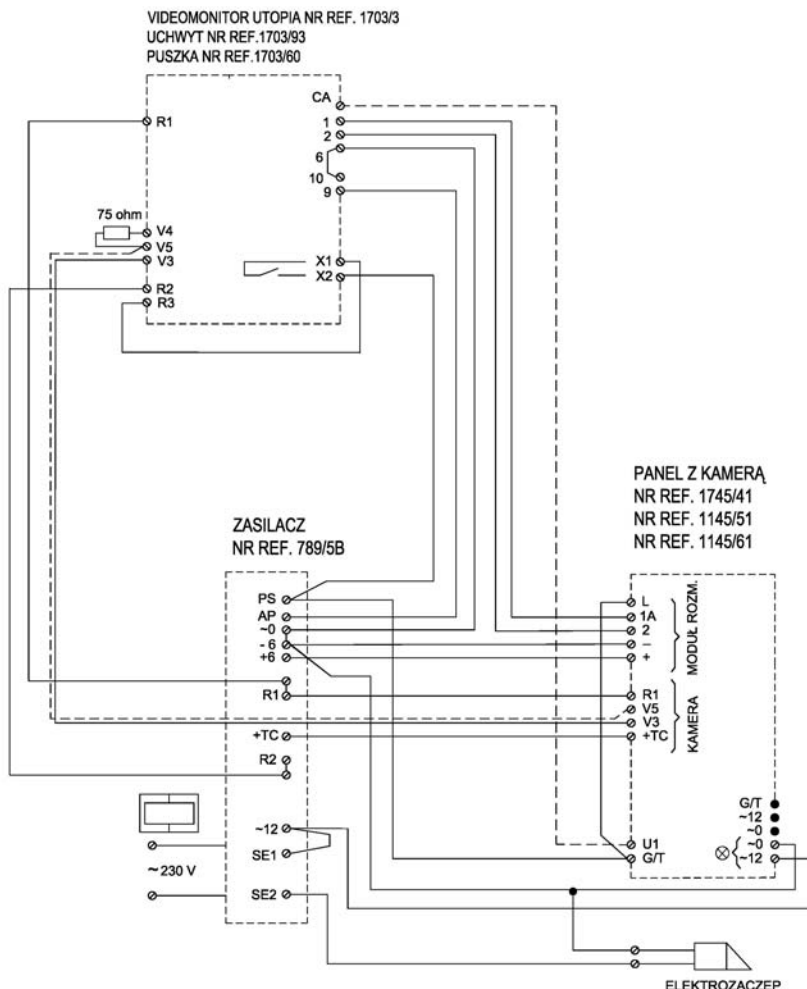 VIDEOMONITOR UTOPIA NR REF. 1703/3
UCHWYT NR REF.1703/93
PUSZKA NR REF.1703/60
CA
R1
1
2
6
10
9
75 ohm
V4
V5
V3
X1
X2
R2
R3
PANEL Z KAMERĄ
NR REF. 1745/41
NR REF. 1145/51
NR REF. 1145/61
ZASILACZ
NR REF. 789/5B
PS
AP
~0
- 6
+6
R1
+TC
R2
~12
SE1
SE2
~ 230 V
L
1A
2
–
+
MODUŁ ROZM.
R1
V5
V3
+TC
KAMERA
G/T
~12
~0
~0
~12
U1
G/T
ELEKTROZACZEP